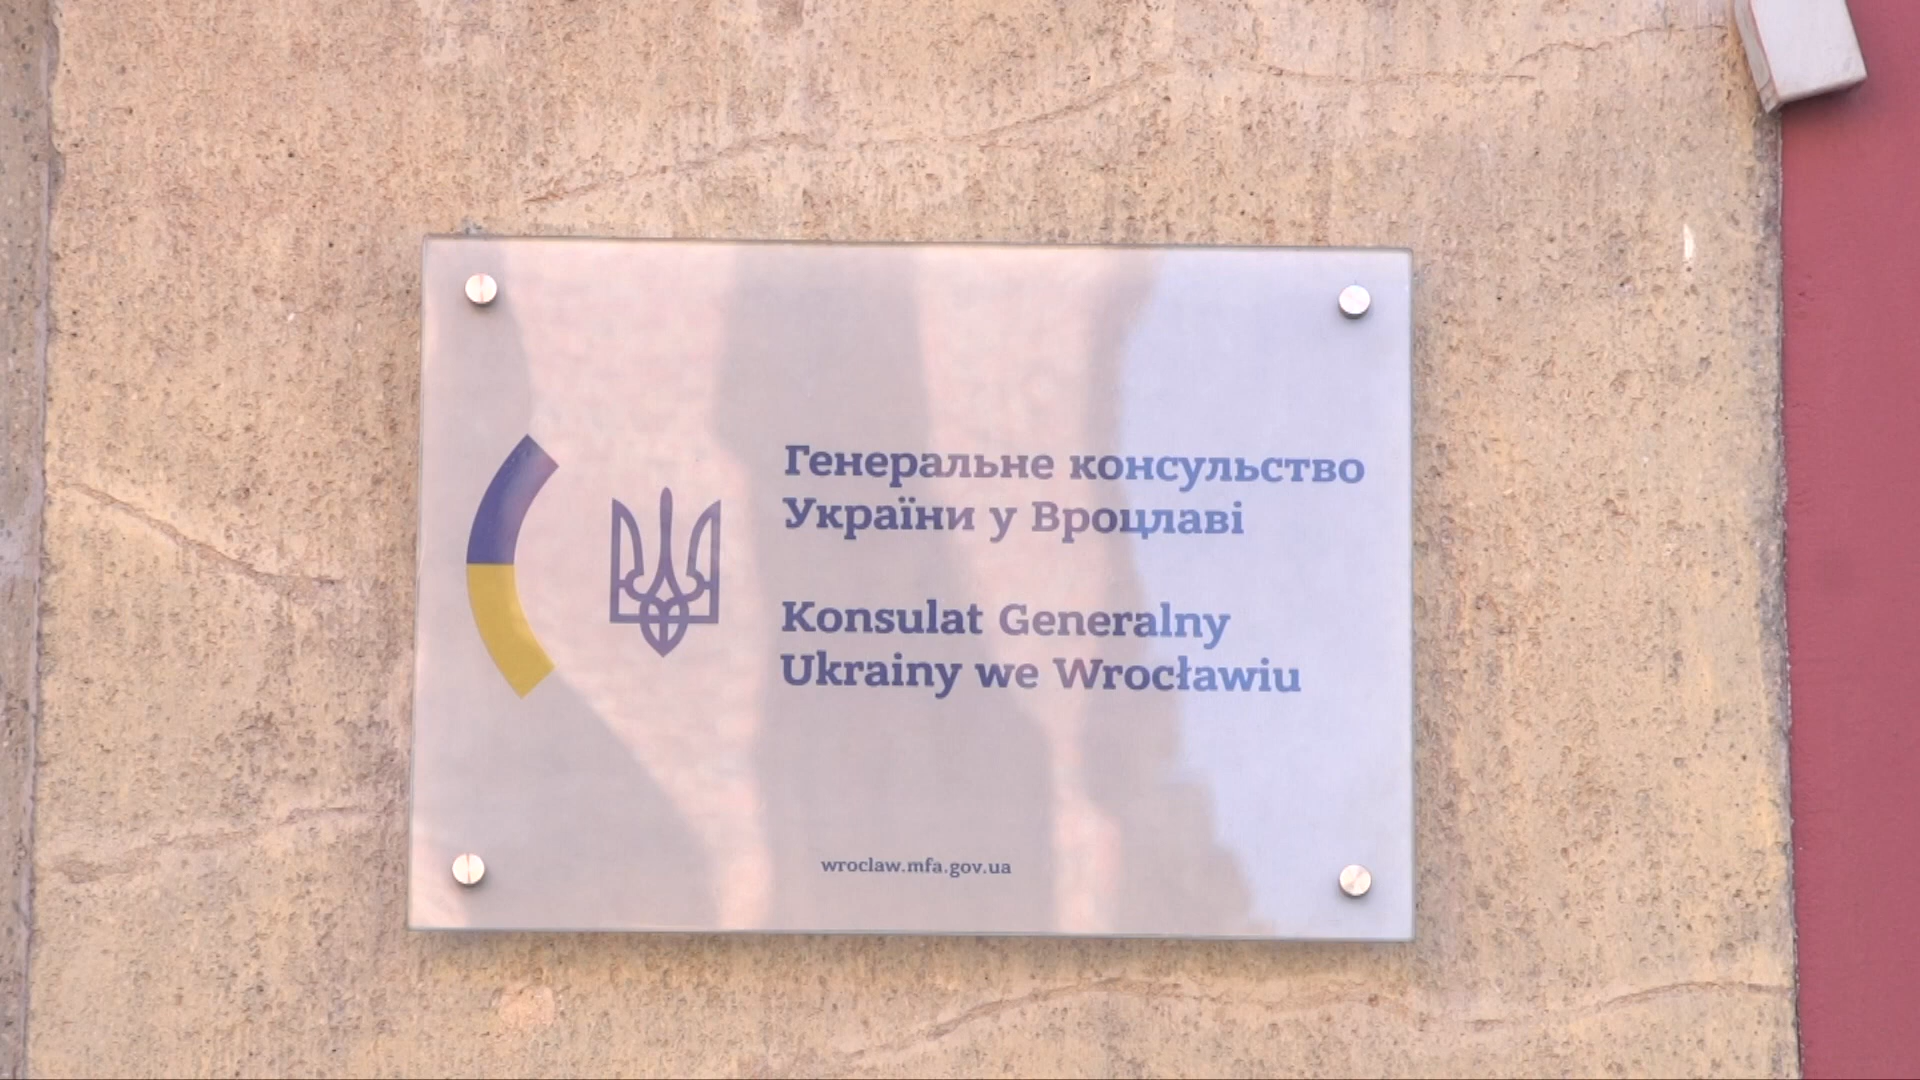 Генеральне консульство
України у Вроцлаві
Konsulat Generalny
Ukrainy we Wrocławiu
wroclaw.mfa.gov.ua